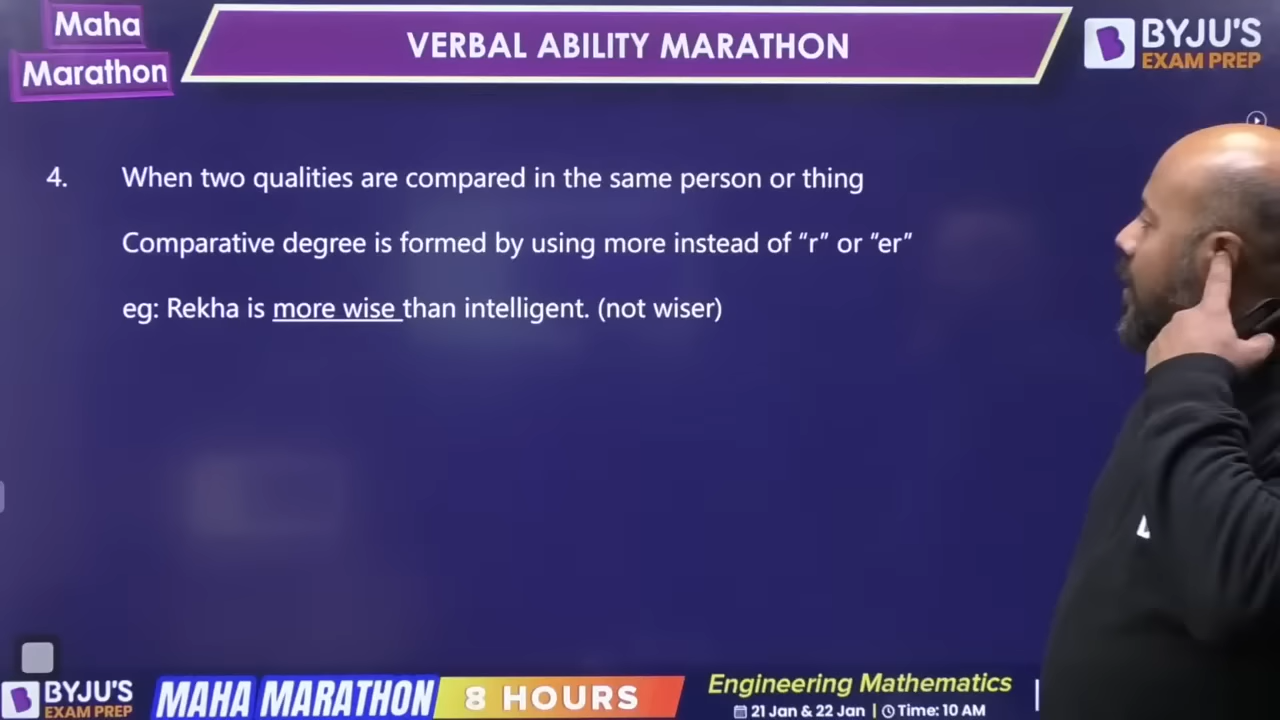 Maha
Marathon
VERBAL ABILITY MARATHON
BYJU'S
EXAM PREP
4. When two qualities are compared in the same person or thing
Comparative degree is formed by using more instead of “r” or “er”
eg: Rekha is more wise than intelligent. (not wiser)
BYJU'S
EXAM PREP
MAHA MARATHON
8 HOURS
Engineering Mathematics
21 Jan & 22 Jan | Time: 10 AM